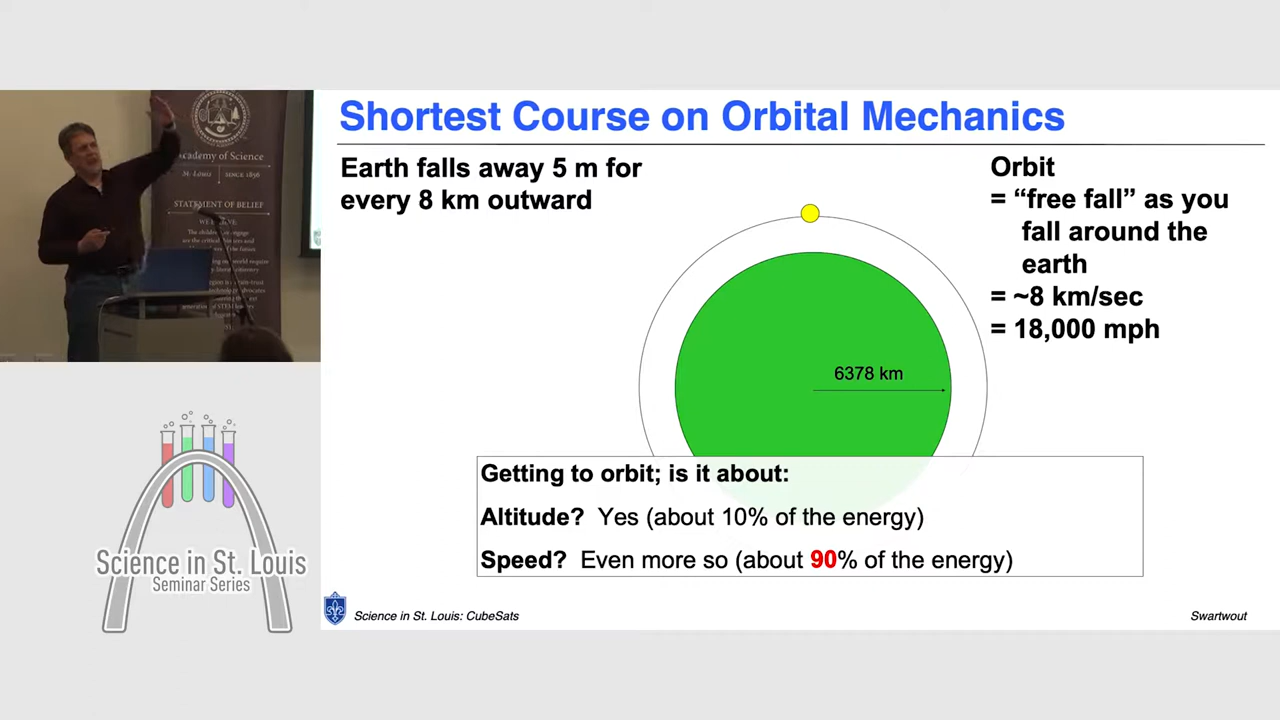 Shortest Course on Orbital Mechanics
Earth falls away 5 m for
every 8 km outward
Orbit
= “free fall” as you
fall around the
earth
= ~8 km/sec
= 18,000 mph
6378 km
Getting to orbit; is it about:
Altitude? Yes (about 10% of the energy)
Speed? Even more so (about 90% of the energy)
Science in St. Louis: CubeSats
Swartwout
Academy of Science
St. Louis SINCE 1856
STATEMENT OF BELIEF
Science in St. Louis
Seminar Series